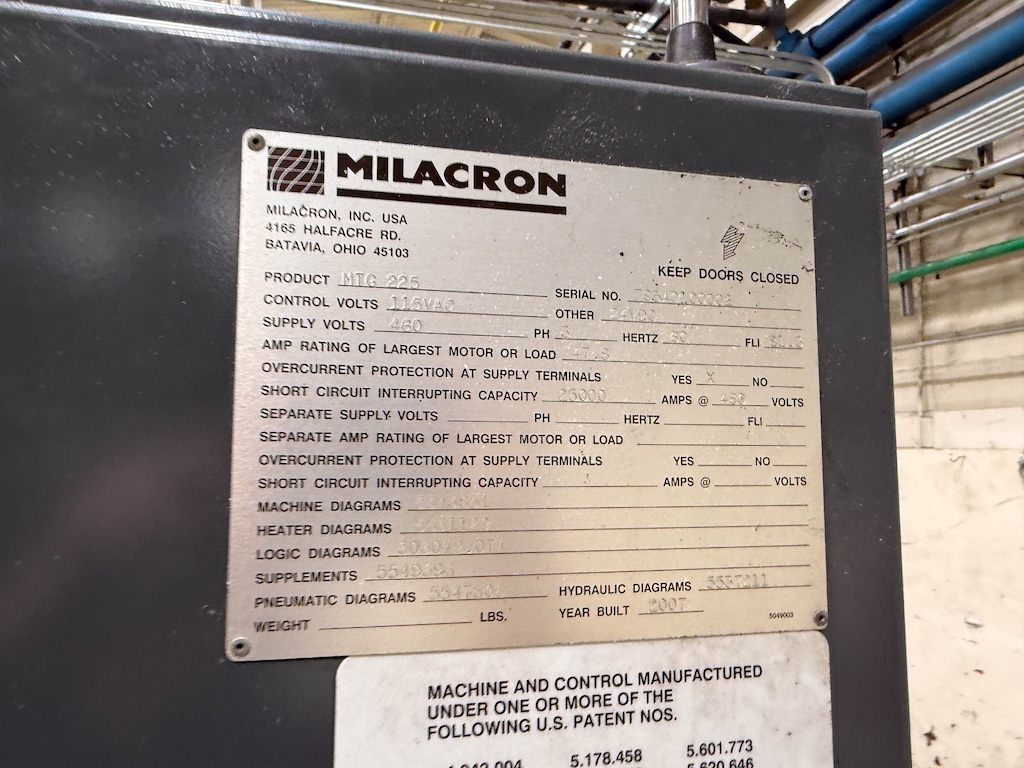 MILACRON
MILACRON, INC. USA
4165 HALFACRE RD.
BATAVIA, OHIO 45103
KEEP DOORS CLOSED
PRODUCT MTG 225 SERIAL NO.
CONTROL VOLTS 115VAC OTHER 24VDC
SUPPLY VOLTS 460 PH 3 HERTZ FLI
AMP RATING OF LARGEST MOTOR OR LOAD
OVERCURRENT PROTECTION AT SUPPLY TERMINALS YES X NO
SHORT CIRCUIT INTERRUPTING CAPACITY 25000 AMPS @ 480 VOLTS
SEPARATE SUPPLY VOLTS PH HERTZ FLI
SEPARATE AMP RATING OF LARGEST MOTOR OR LOAD
OVERCURRENT PROTECTION AT SUPPLY TERMINALS YES NO
SHORT CIRCUIT INTERRUPTING CAPACITY AMPS @ VOLTS
MACHINE DIAGRAMS
HEATER DIAGRAMS
LOGIC DIAGRAMS
SUPPLEMENTS
PNEUMATIC DIAGRAMS HYDRAULIC DIAGRAMS
WEIGHT LBS. YEAR BUILT 2007
5049003
MACHINE AND CONTROL MANUFACTURED
UNDER ONE OR MORE OF THE
FOLLOWING U.S. PATENT NOS.
5.178.458 5.601.773
5.620.646